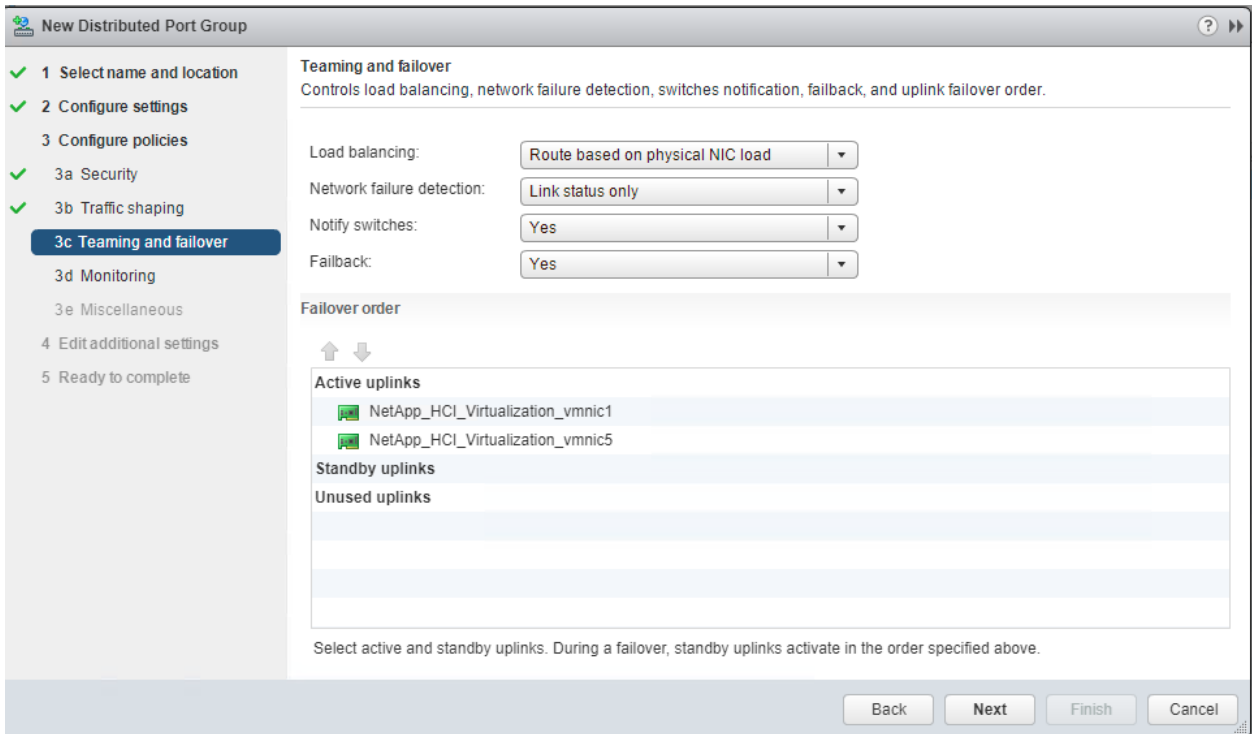 New Distributed Port Group
?
1 Select name and location
2 Configure settings
3 Configure policies
3a Security
3b Traffic shaping
3c Teaming and failover
3d Monitoring
3e Miscellaneous
4 Edit additional settings
5 Ready to complete
Teaming and failover
Controls load balancing, network failure detection, switches notification, failback, and uplink failover order.
Load balancing: Route based on physical NIC load
Network failure detection: Link status only
Notify switches: Yes
Failback: Yes
Failover order
Active uplinks
NetApp_HCI_Virtualization_vmnic1
NetApp_HCI_Virtualization_vmnic5
Standby uplinks
Unused uplinks
Select active and standby uplinks. During a failover, standby uplinks activate in the order specified above.
Back Next Finish Cancel